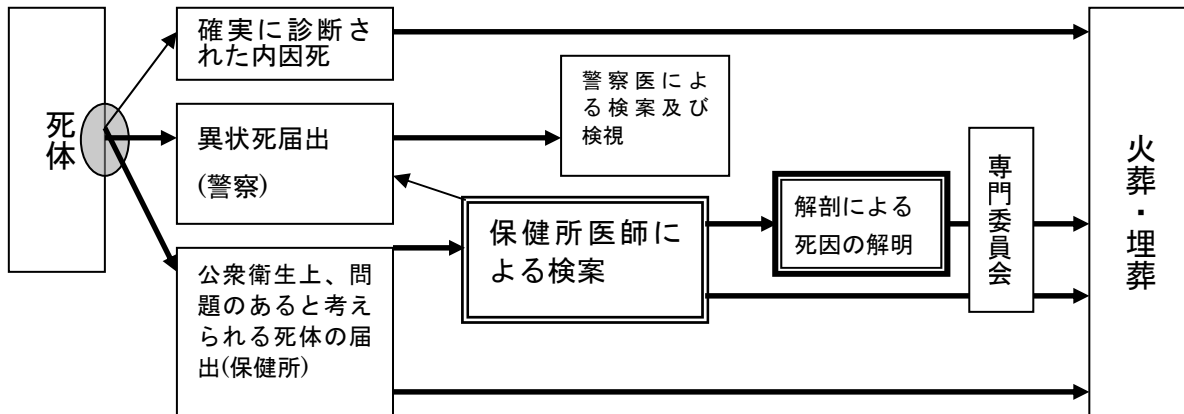 死体
確実に診断さ
れた内因死
異状死届出
(警察)
公衆衛生上、問
題のあると考え
られる死体の届
出(保健所)
警察医によ
る検案及び
検視
保健所医師に
よる検案
解剖による
死因の解明
専門委員会
火葬・埋葬